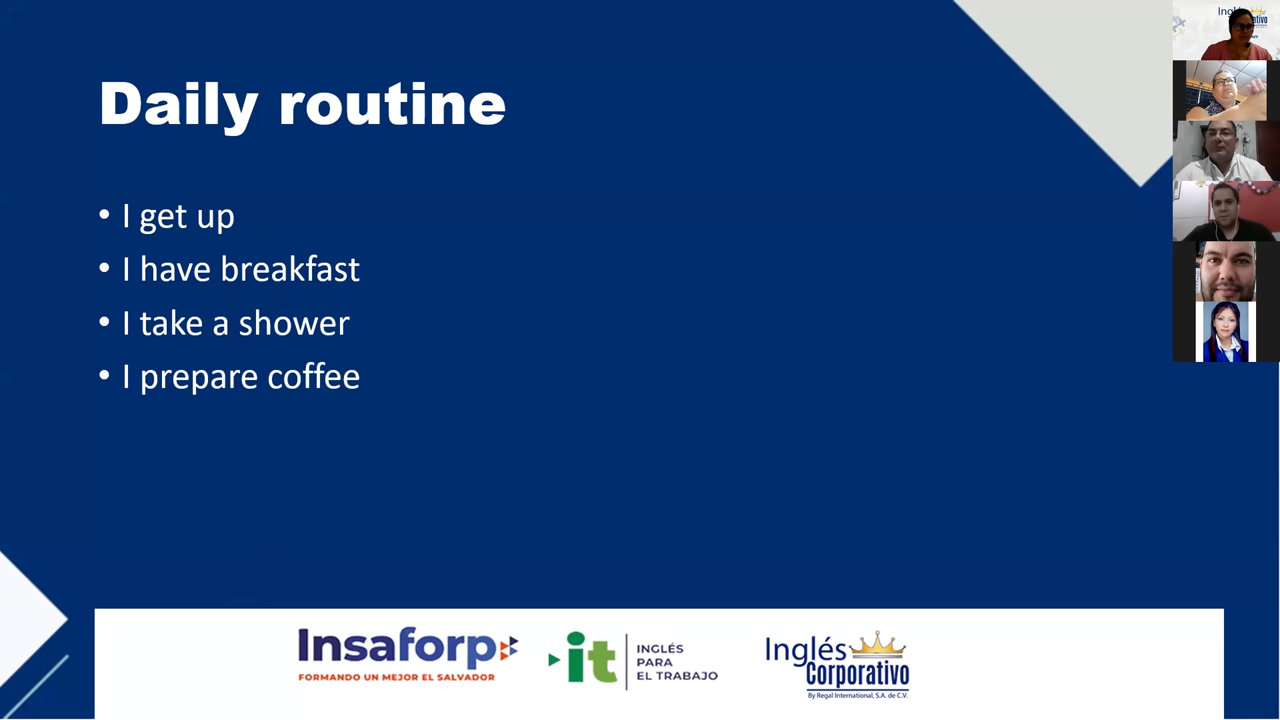 Daily routine
• I get up
• I have breakfast
• I take a shower
• I prepare coffee
Insaforp
FORMANDO UN MEJOR EL SALVADOR
it
INGLÉS
PARA
EL TRABAJO
Inglés
Corporativo
By Regal International, S.A. de C.V.